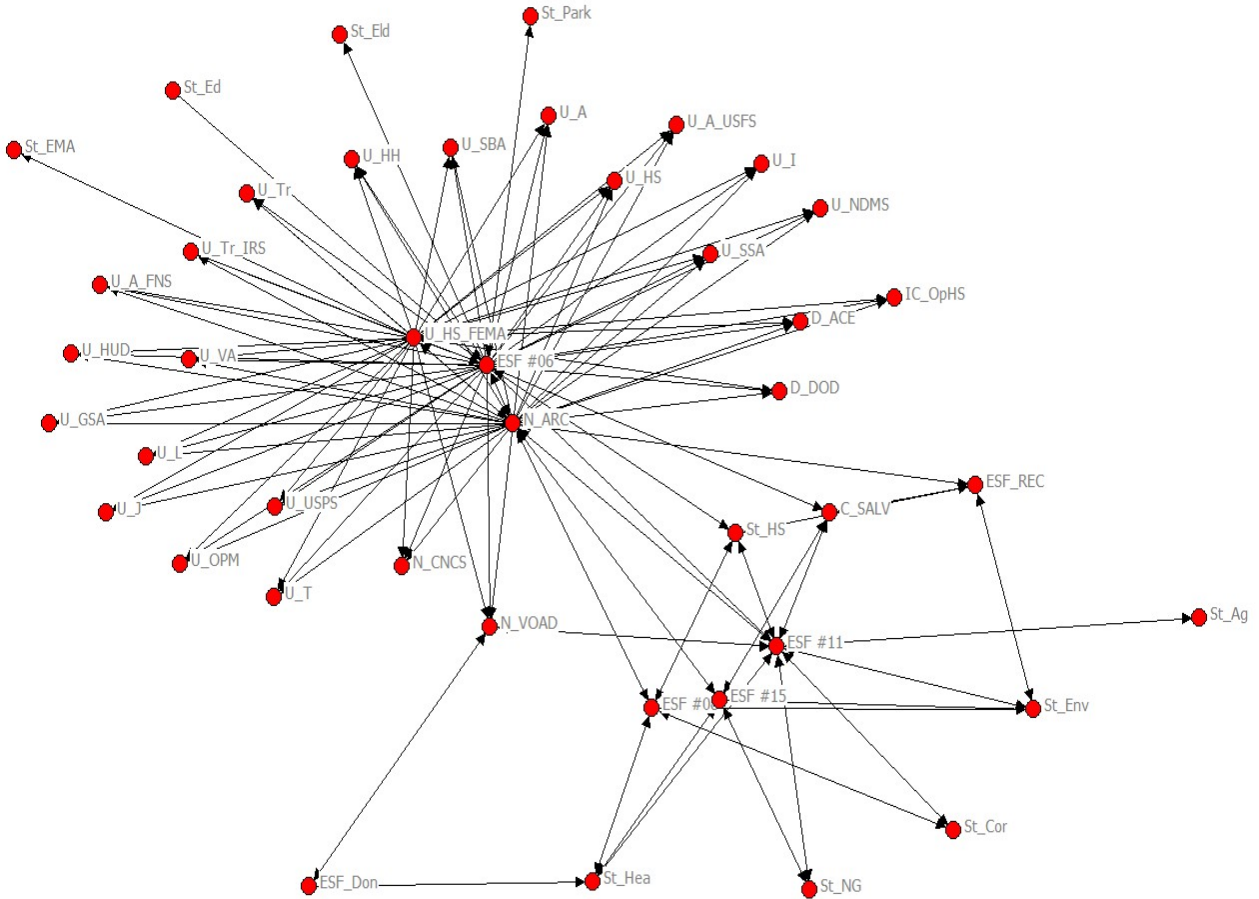 St_Park
St_Eld
St_Ed
U_A
U_A_USFS
St_EMA
U_HH
U_SBA
U_I
U_HS
U_Tr
U_NDMS
U_Tr_IRS
U_SSA
U_A_FNS
IC_OpHS
D_ACE
U_HS_FEMA
U_HUD
U_VA
ESF #06
D_DOD
U_GSA
N_ARC
U_L
ESF_REC
U_USPS
U_J
C_SALV
St_HS
U_OPM
N_CNCS
U_T
St_Ag
N_VOAD
ESF #11
ESF #15
ESF #0
St_Env
St_Cor
St_Hea
ESF_Don
St_NG